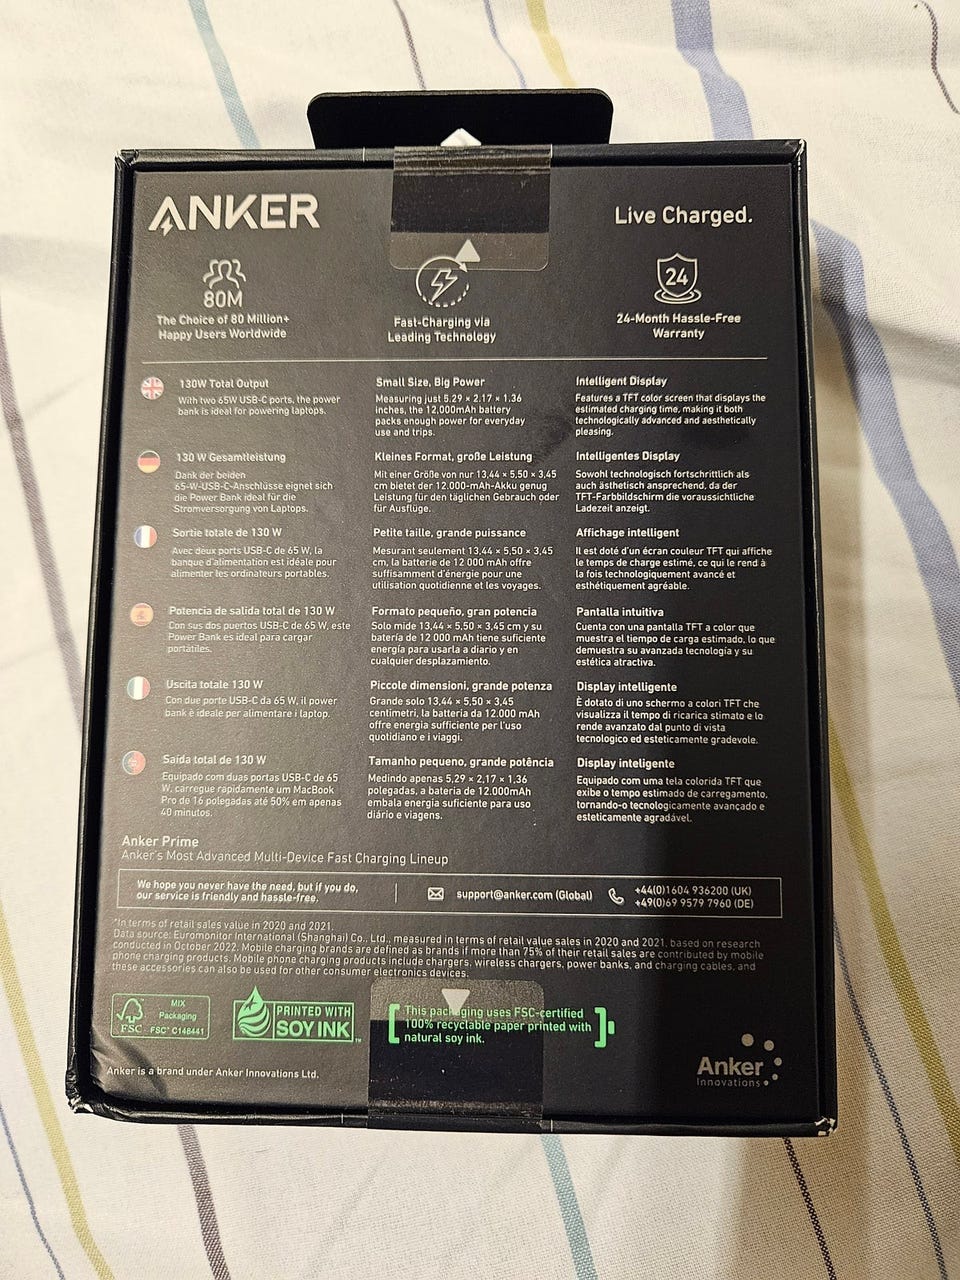 ANKER
Live Charged.
80M
The Choice of 80 Million+
Happy Users Worldwide
Fast-Charging via
Leading Technology
24
24-Month Hassle-Free
Warranty
130W Total Output
With two 65W USB-C ports, the power
bank is ideal for powering laptops.
Small Size, Big Power
Measuring just 5.29 × 2.17 × 1.36
inches, the 12,000mAh battery
packs enough power for everyday
use and trips.
Intelligent Display
Features a TFT color screen that displays the
estimated charging time, making it both
technologically advanced and aesthetically
pleasing.
130 W Gesamtleistung
Dank der beiden
65-W-USB-C-Anschlüsse eignet sich
die Power Bank ideal für die
Stromversorgung von Laptops.
Kleines Format, große Leistung
Mit einer Größe von nur 13,44 × 5,50 × 3,45
cm bietet der 12.000-mAh-Akku genug
Leistung für den täglichen Gebrauch oder
für Ausflüge.
Intelligentes Display
Sowohl technologisch fortschrittlich als
auch ästhetisch ansprechend, da der
TFT-Farbbildschirm die voraussichtliche
Ladezeit anzeigt.
Sortie totale de 130 W
Avec deux ports USB-C de 65 W, la
banque d'alimentation est idéale pour
alimenter les ordinateurs portables.
Petite taille, grande puissance
Mesurant seulement 13,44 × 5,50 × 3,45
cm, la batterie de 12 000 mAh offre
suffisamment d'énergie pour une
utilisation quotidienne et les voyages.
Affichage intelligent
Il est doté d'un écran couleur TFT qui affiche
le temps de charge estimé, ce qui le rend à
la fois technologiquement avancé et
esthétiquement agréable.
Potencia de salida total de 130 W
Con sus dos puertos USB-C de 65 W, este
Power Bank es ideal para cargar
portátiles.
Formato pequeño, gran potencia
Solo mide 13,44 × 5,50 × 3,45 cm y su
batería de 12 000 mAh tiene suficiente
energía para usarla a diario y en
cualquier desplazamiento.
Pantalla intuitiva
Cuenta con una pantalla TFT a color que
muestra el tiempo de carga estimado, lo que
demuestra su avanzada tecnología y su
estética atractiva.
Uscita totale 130 W
Con due porte USB-C da 65 W, il power
bank è ideale per alimentare i laptop.
Piccole dimensioni, grande potenza
Grande solo 13,44 × 5,50 × 3,45
centimetri, la batteria da 12.000 mAh
offre energia sufficiente per l'uso
quotidiano e i viaggi.
Display intelligente
È dotato di uno schermo a colori TFT che
visualizza il tempo di ricarica stimato e lo
rende avanzato dal punto di vista
tecnologico ed esteticamente gradevole.
Saída total de 130 W
Equipado com duas portas USB-C de 65
W, carregue rapidamente um MacBook
Pro de 16 polegadas até 50% em apenas
40 minutos.
Tamanho pequeno, grande potência
Medindo apenas 5,29 × 2,17 × 1,36
polegadas, a bateria de 12.000mAh
embala energia suficiente para uso
diário e viagens.
Display inteligente
Equipado com uma tela colorida TFT que
exibe o tempo estimado de carregamento,
tornando-o tecnologicamente avançado e
esteticamente agradável.
Anker Prime
Anker's Most Advanced Multi-Device Fast Charging Lineup
We hope you never have the need, but if you do,
our service is friendly and hassle-free.
support@anker.com (Global)
+44(0)1604 936200 (UK)
+49(0)69 9579 7960 (DE)
*In terms of retail sales value in 2020 and 2021.
Data source: Euromonitor International (Shanghai) Co., Ltd., measured in terms of retail value sales in 2020 and 2021, based on research
conducted in October 2022. Mobile charging brands are defined as brands if more than 75% of their retail sales are contributed by mobile
phone charging products. Mobile phone charging products include chargers, wireless chargers, power banks, and charging cables, and
these accessories can also be used for other consumer electronics devices.
FSC
MIX
Packaging
FSC® C148441
PRINTED WITH
SOY INK™
This packaging uses FSC-certified
100% recyclable paper printed with
natural soy ink.
Anker is a brand under Anker Innovations Ltd.
Anker
Innovations